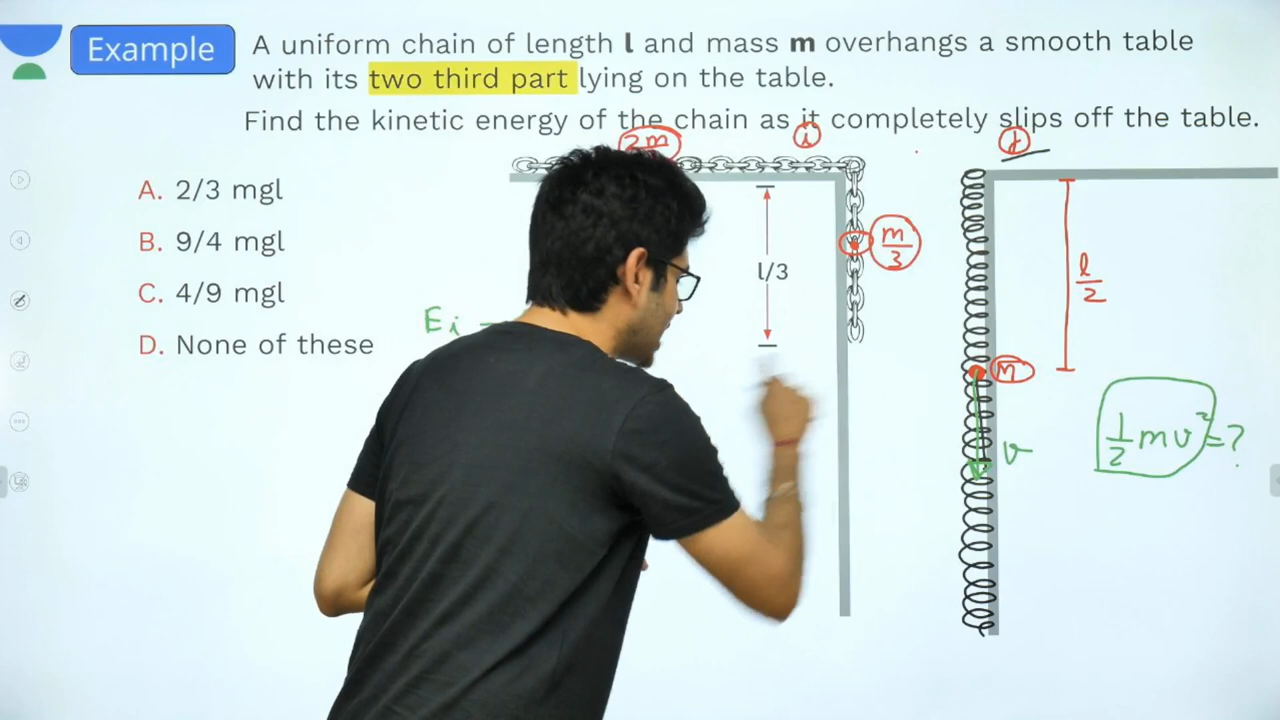 Example
A uniform chain of length l and mass m overhangs a smooth table
with its two third part lying on the table.
Find the kinetic energy of the chain as it completely slips off the table.
2m
i
f
A. 2/3 mgl
B. 9/4 mgl
C. 4/9 mgl
D. None of these
m/3
l/3
l/2
m
Ei
v
1/2 mv² = ?